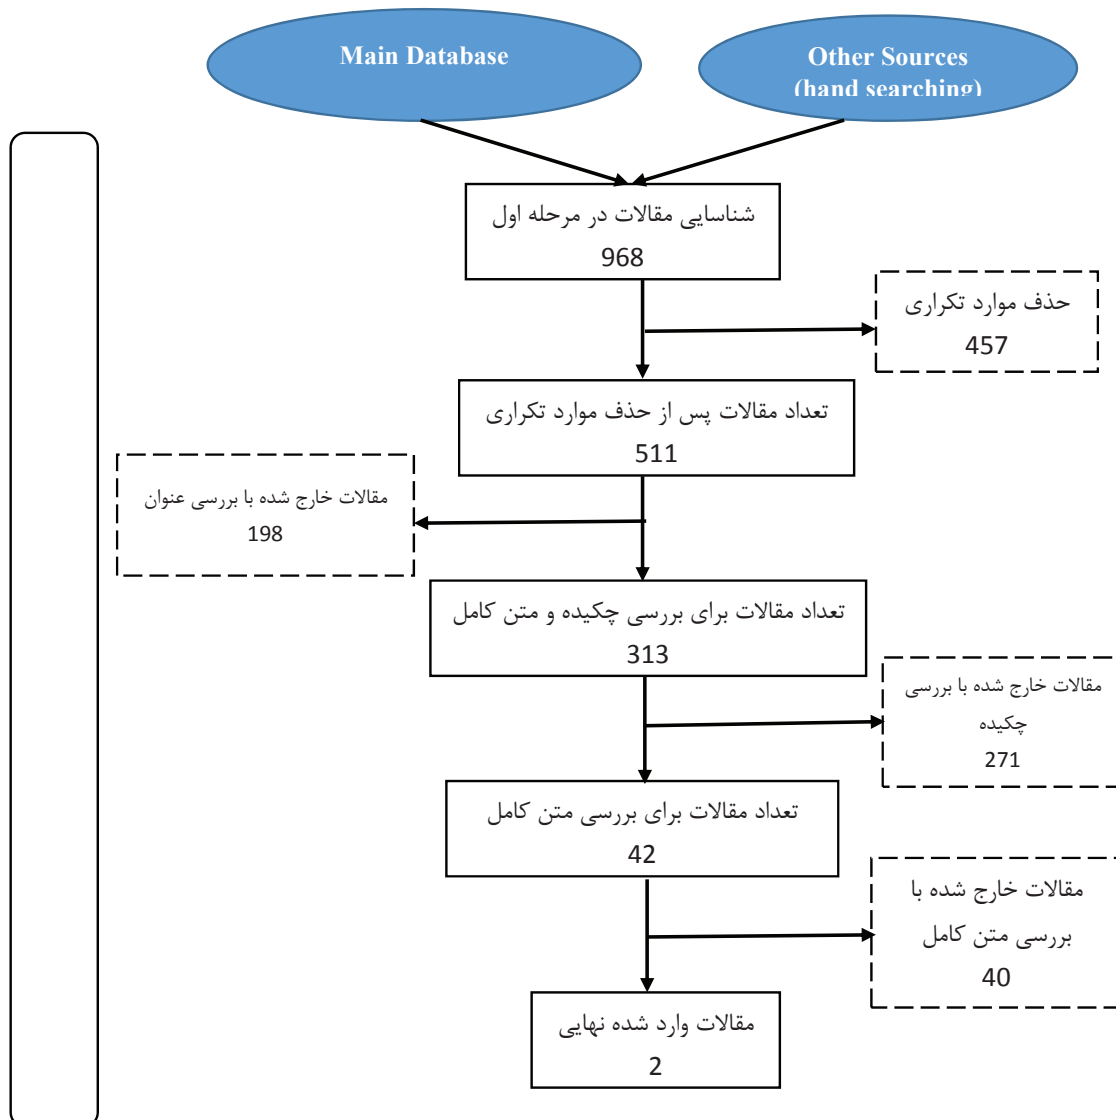 Main Database
Other Sources
(hand searching)
شناسایی مقالات در مرحله اول
968
حذف موارد تکراری
457
تعداد مقالات پس از حذف موارد تکراری
511
مقالات خارج شده با بررسی عنوان
198
تعداد مقالات برای بررسی چکیده و متن کامل
313
مقالات خارج شده با بررسی
چکیده
271
تعداد مقالات برای بررسی متن کامل
42
مقالات خارج شده با
بررسی متن کامل
40
مقالات وارد شده نهایی
2